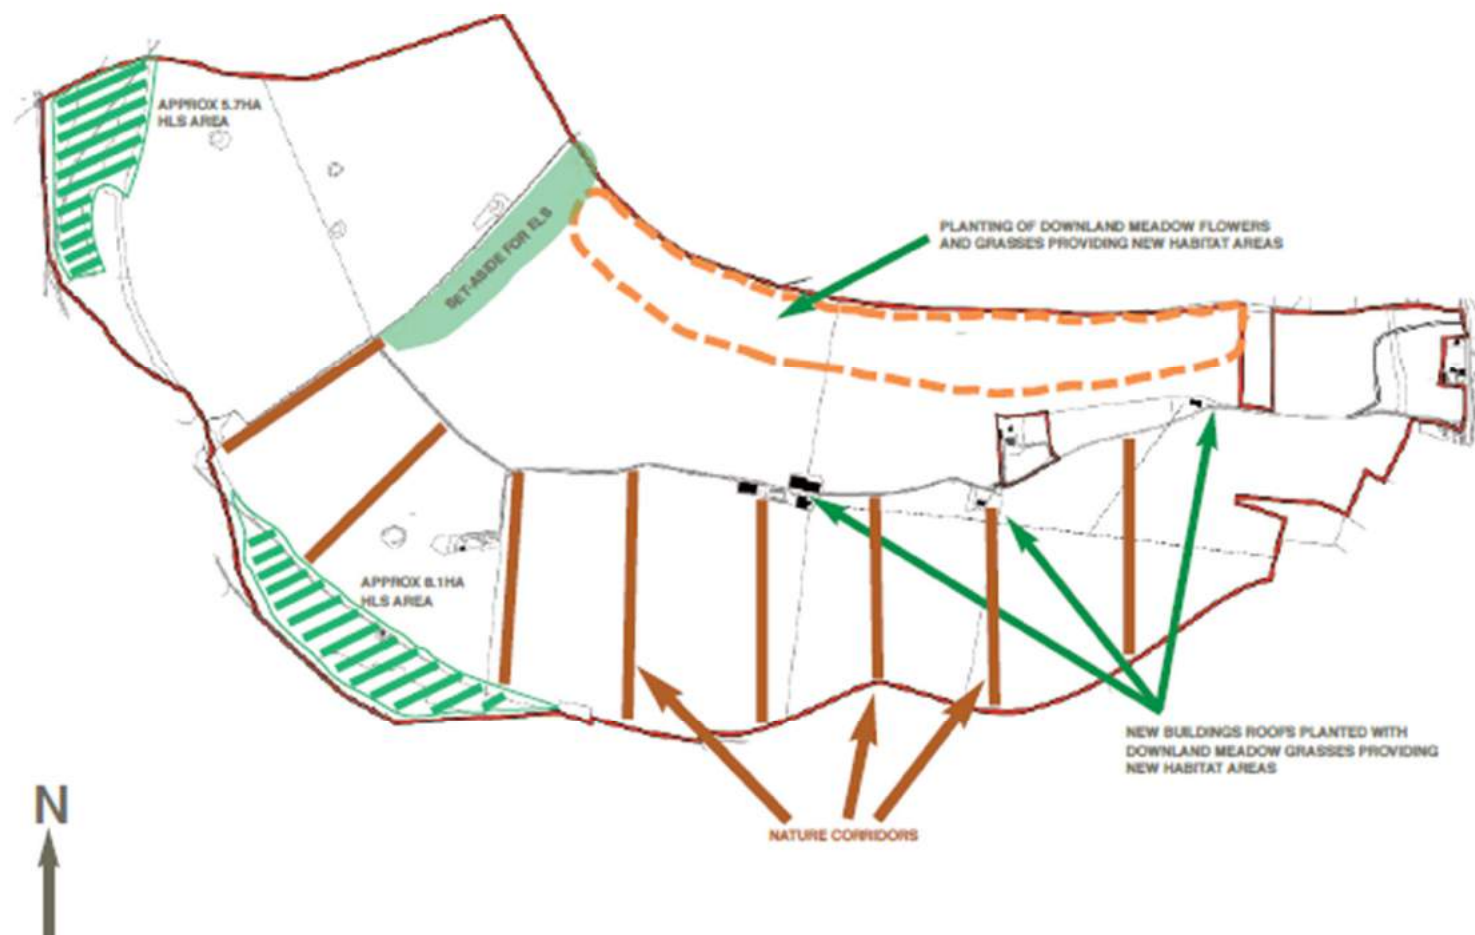 APPROX 5.7HA
HLS AREA
SET-ASIDE FOR ELS
PLANTING OF DOWNLAND MEADOW FLOWERS
AND GRASSES PROVIDING NEW HABITAT AREAS
APPROX 8.1HA
HLS AREA
NEW BUILDINGS ROOFS PLANTED WITH
DOWNLAND MEADOW GRASSES PROVIDING
NEW HABITAT AREAS
NATURE CORRIDORS
N